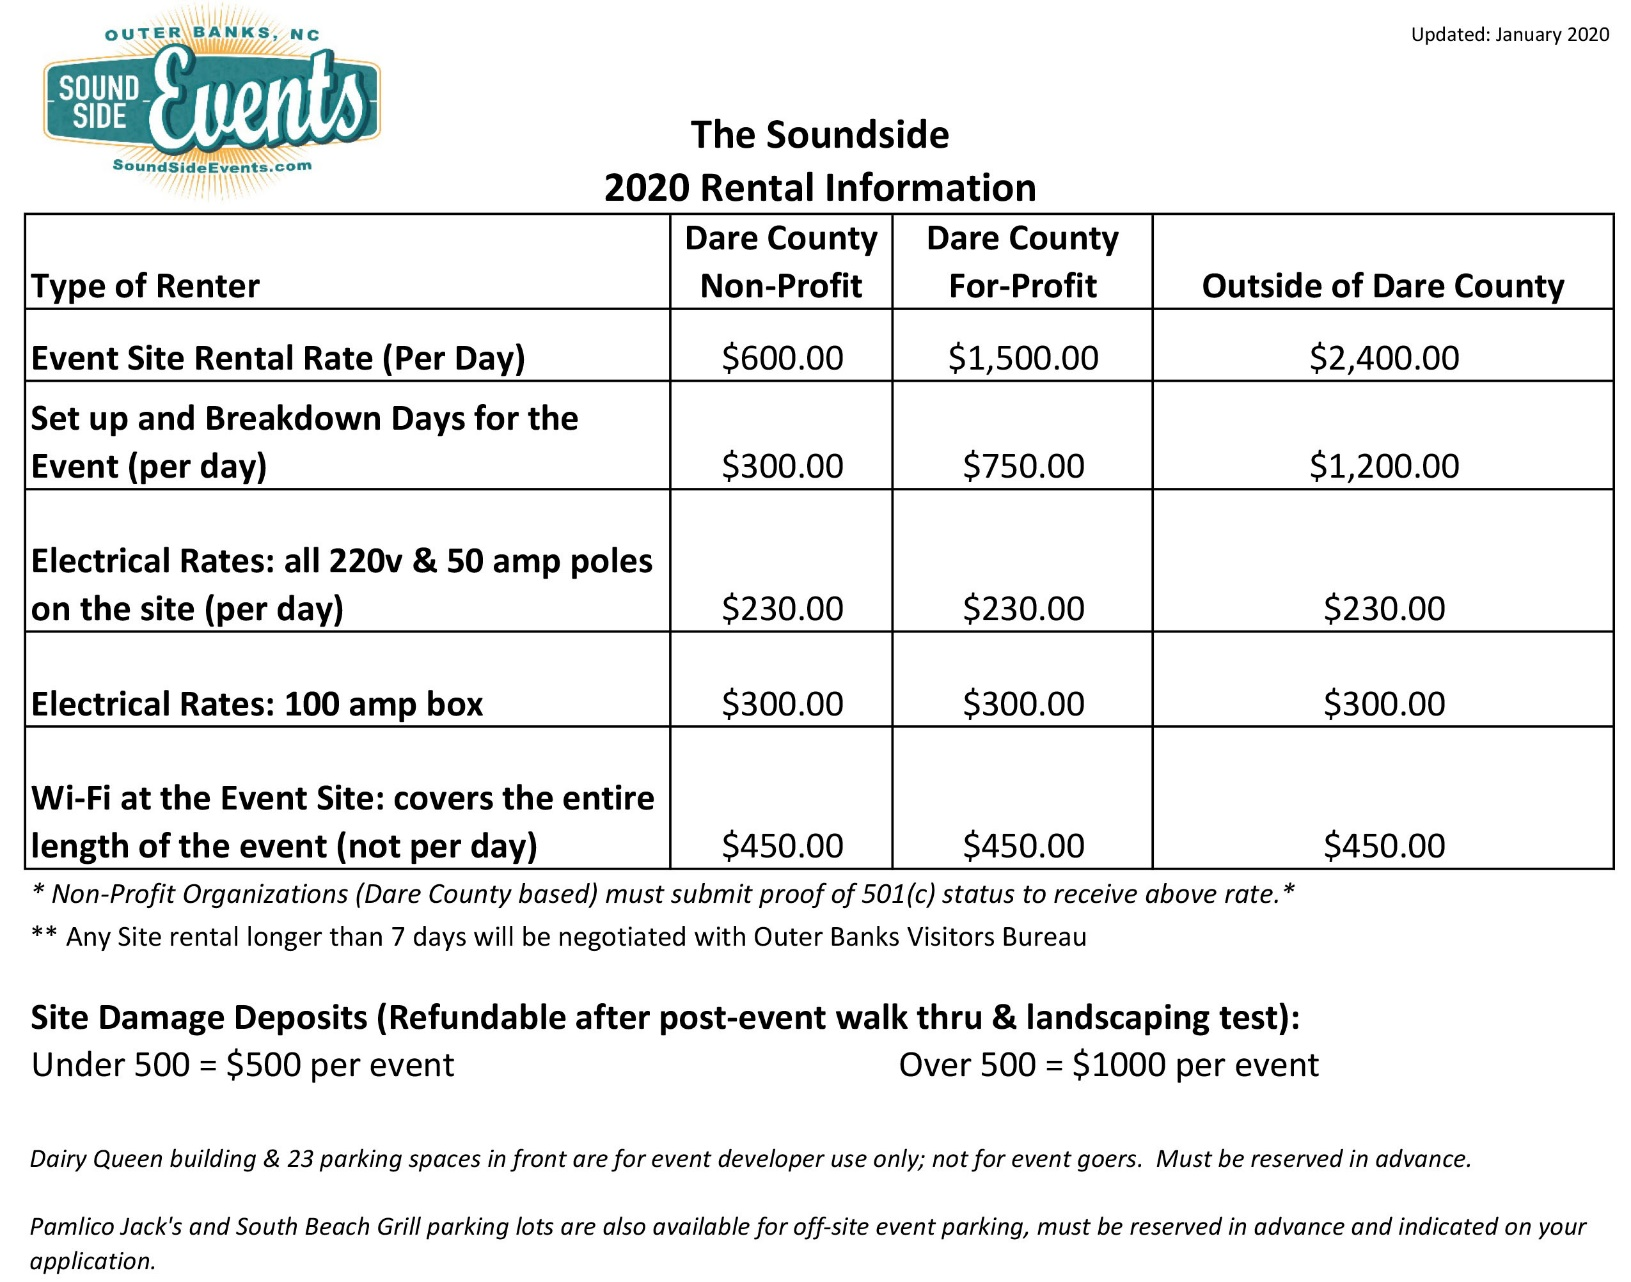 OUTER BANKS, NC
SOUND
SIDE
Events
SoundSideEvents.com
Updated: January 2020
The Soundside
2020 Rental Information
Type of Renter
Dare County
Non-Profit
Dare County
For-Profit
Outside of Dare County
Event Site Rental Rate (Per Day)
$600.00
$1,500.00
$2,400.00
Set up and Breakdown Days for the
Event (per day)
$300.00
$750.00
$1,200.00
Electrical Rates: all 220v & 50 amp poles
on the site (per day)
$230.00
$230.00
$230.00
Electrical Rates: 100 amp box
$300.00
$300.00
$300.00
Wi-Fi at the Event Site: covers the entire
length of the event (not per day)
$450.00
$450.00
$450.00
* Non-Profit Organizations (Dare County based) must submit proof of 501(c) status to receive above rate.*
** Any Site rental longer than 7 days will be negotiated with Outer Banks Visitors Bureau
Site Damage Deposits (Refundable after post-event walk thru & landscaping test):
Under 500 = $500 per event
Over 500 = $1000 per event
Dairy Queen building & 23 parking spaces in front are for event developer use only; not for event goers.  Must be reserved in advance.
Pamlico Jack's and South Beach Grill parking lots are also available for off-site event parking, must be reserved in advance and indicated on your
application.